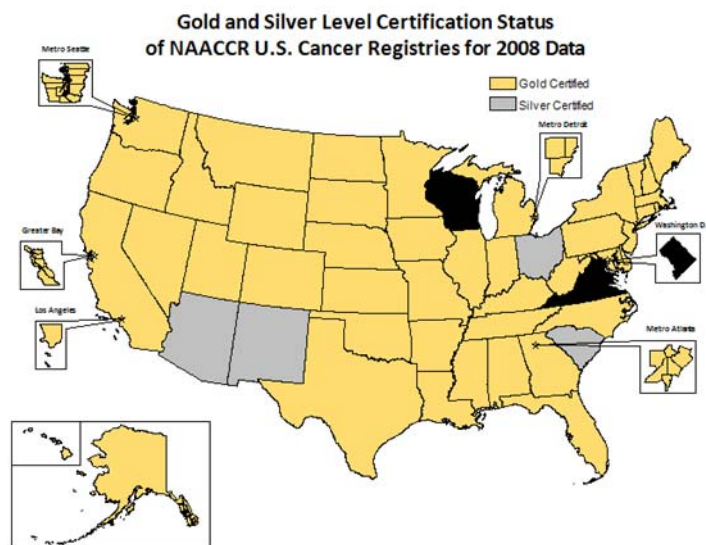 Gold and Silver Level Certification Status
of NAACCR U.S. Cancer Registries for 2008 Data
Metro Seattle
Gold Certified
Silver Certified
Metro Detroit
Greater Bay
Washington D.
Los Angeles
Metro Atlanta